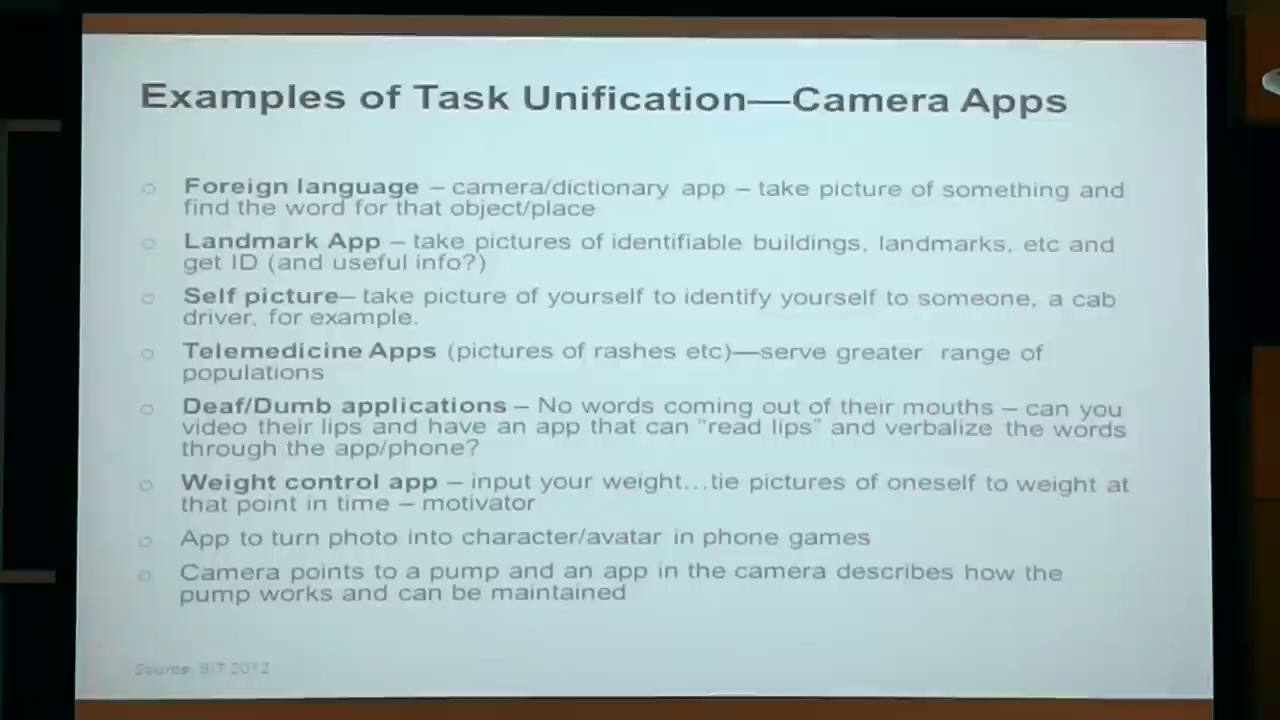 Examples of Task Unification—Camera Apps
○ Foreign language – camera/dictionary app – take picture of something and
find the word for that object/place
○ Landmark App – take pictures of identifiable buildings, landmarks, etc and
get ID (and useful info?)
○ Self picture– take picture of yourself to identify yourself to someone, a cab
driver, for example.
○ Telemedicine Apps (pictures of rashes etc)—serve greater range of
populations
○ Deaf/Dumb applications – No words coming out of their mouths – can you
video their lips and have an app that can "read lips" and verbalize the words
through the app/phone?
○ Weight control app – input your weight...tie pictures of oneself to weight at
that point in time – motivator
○ App to turn photo into character/avatar in phone games
○ Camera points to a pump and an app in the camera describes how the
pump works and can be maintained
Source: SIT 2012